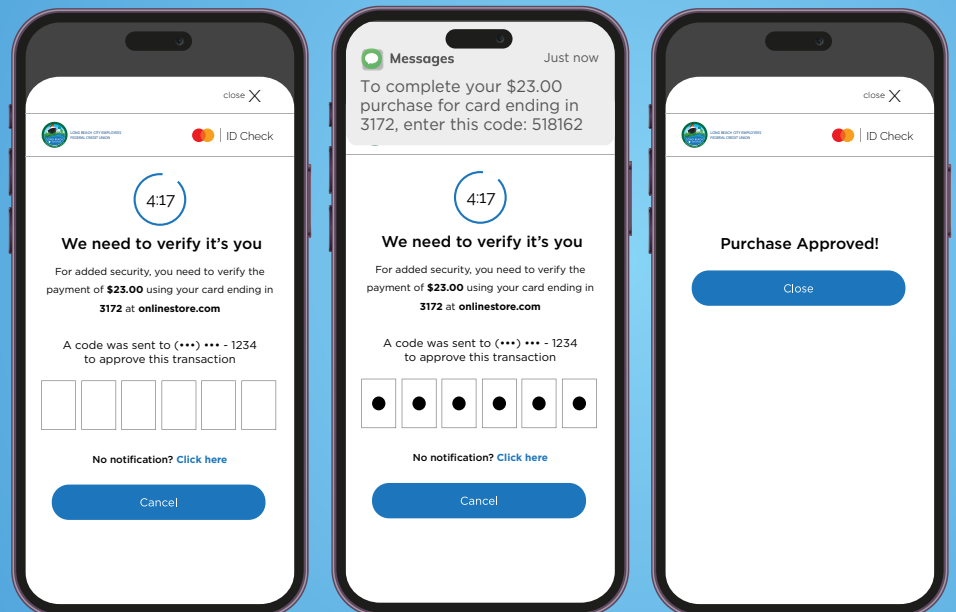 close X
LONG BEACH CITY EMPLOYEES
FEDERAL CREDIT UNION
ID Check
4:17
We need to verify it's you
For added security, you need to verify the
payment of $23.00 using your card ending in
3172 at onlinestore.com
A code was sent to (•••) ••• - 1234
to approve this transaction
No notification? Click here
Cancel
Messages
Just now
To complete your $23.00
purchase for card ending in
3172, enter this code: 518162
4:17
We need to verify it's you
For added security, you need to verify the
payment of $23.00 using your card ending in
3172 at onlinestore.com
A code was sent to (•••) ••• - 1234
to approve this transaction
No notification? Click here
Cancel
close X
LONG BEACH CITY EMPLOYEES
FEDERAL CREDIT UNION
ID Check
Purchase Approved!
Close